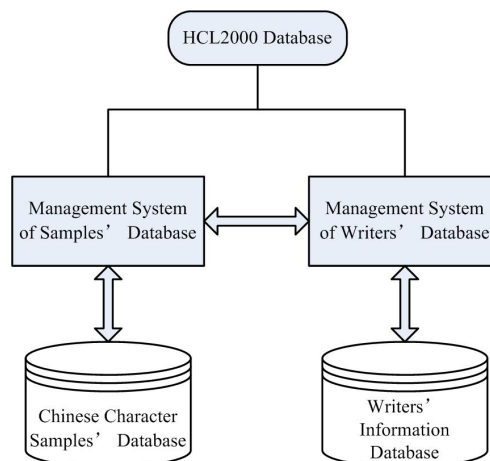 HCL2000 Database
Management System
of Samples’ Database
Management System
of Writers’ Database
Chinese Character
Samples’ Database
Writers’
Information
Database